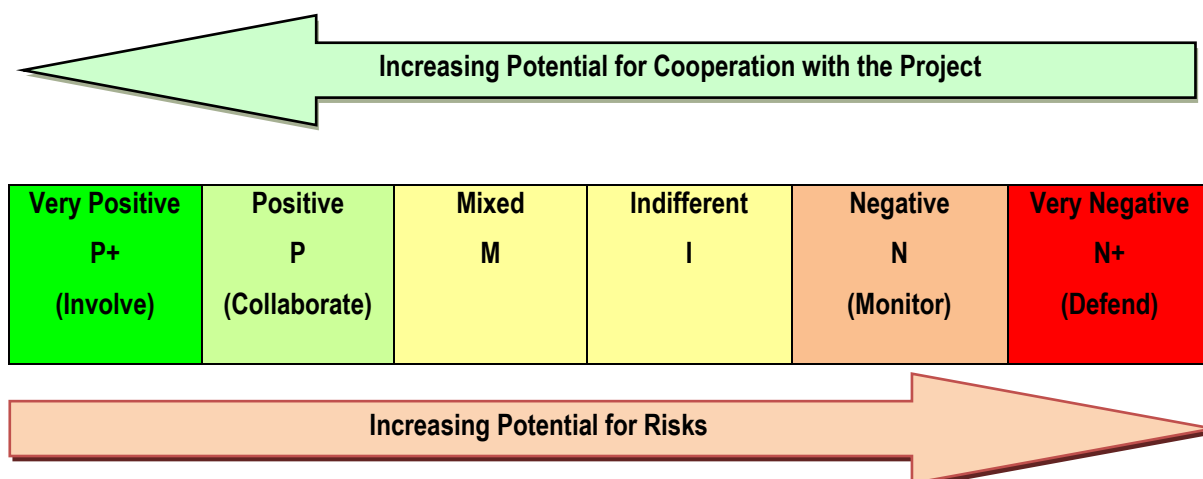 Increasing Potential for Cooperation with the Project
Very Positive
P+
(Involve)
Positive
P
(Collaborate)
Mixed
M
Indifferent
I
Negative
N
(Monitor)
Very Negative
N+
(Defend)
Increasing Potential for Risks